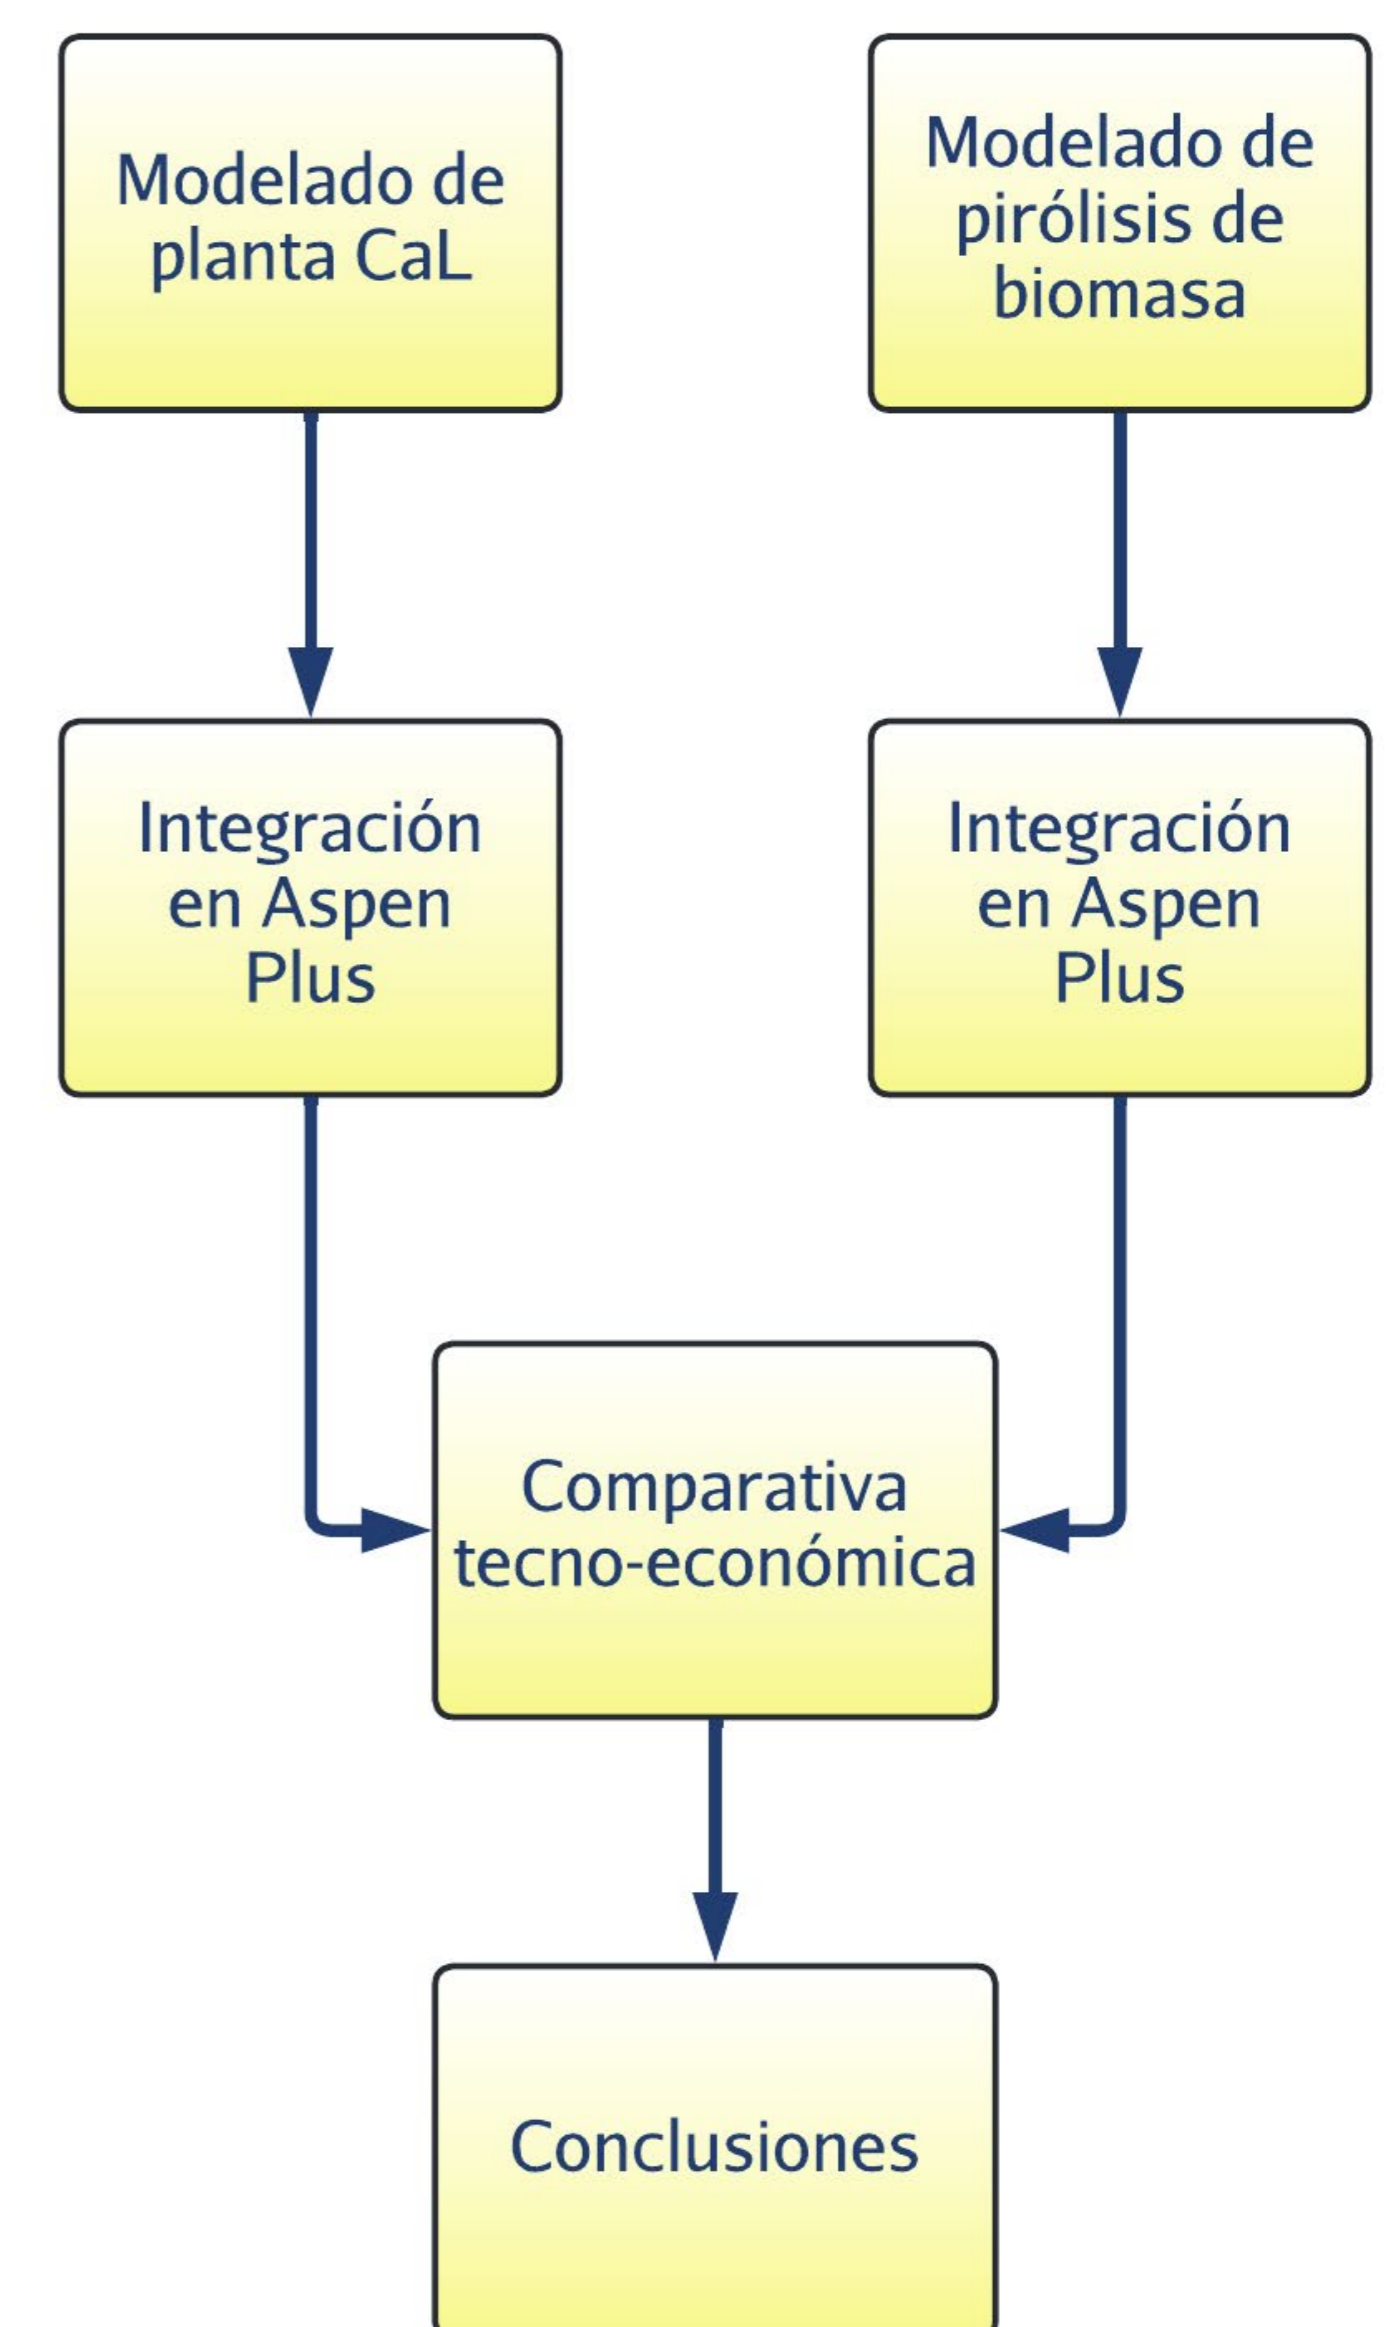 Modelado de
planta CaL
Modelado de
pirólisis de
biomasa
Integración
en Aspen
Plus
Integración
en Aspen
Plus
Comparativa
tecno-económica
Conclusiones